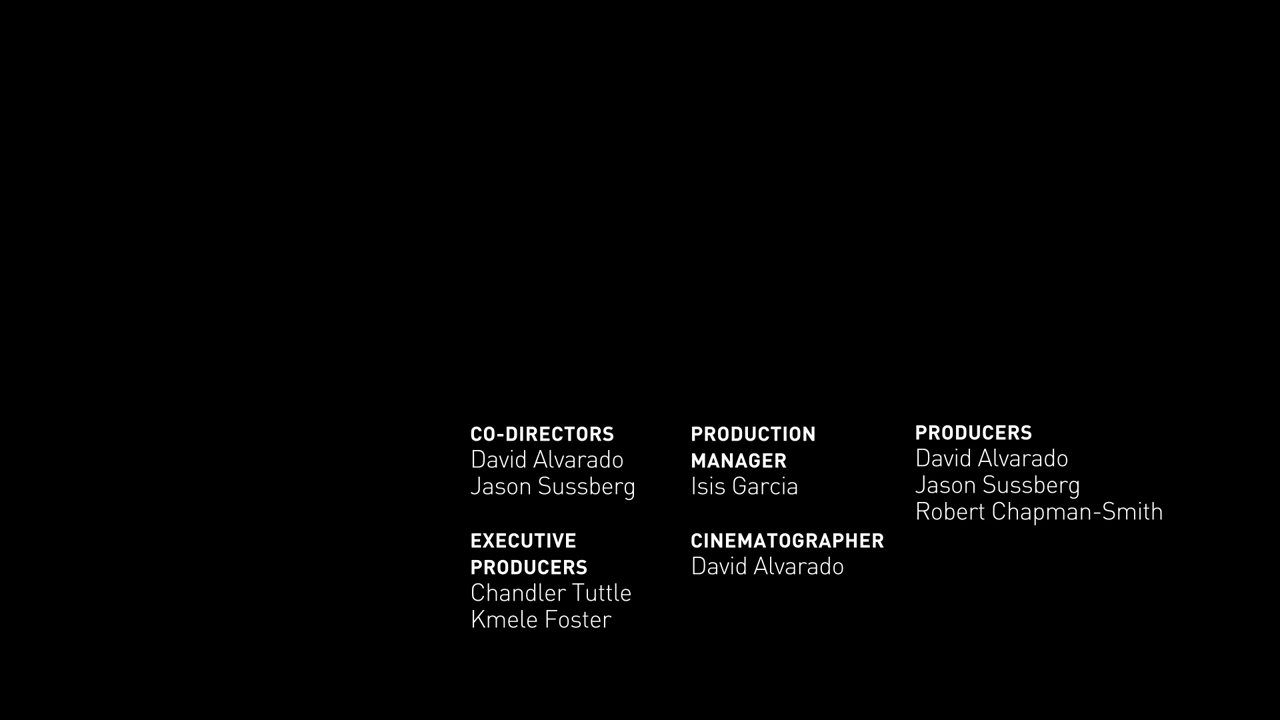 CO-DIRECTORS
David Alvarado
Jason Sussberg
EXECUTIVE
PRODUCERS
Chandler Tuttle
Kmele Foster
PRODUCTION
MANAGER
Isis Garcia
CINEMATOGRAPHER
David Alvarado
PRODUCERS
David Alvarado
Jason Sussberg
Robert Chapman-Smith